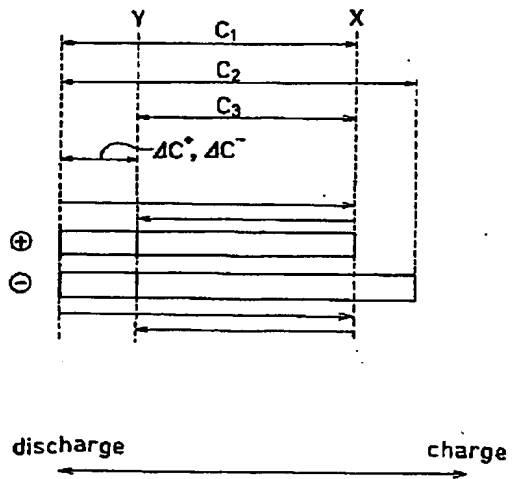 Y X
C₁
C₂
C₃
ΔC⁺, ΔC⁻
⊕
⊖
discharge charge